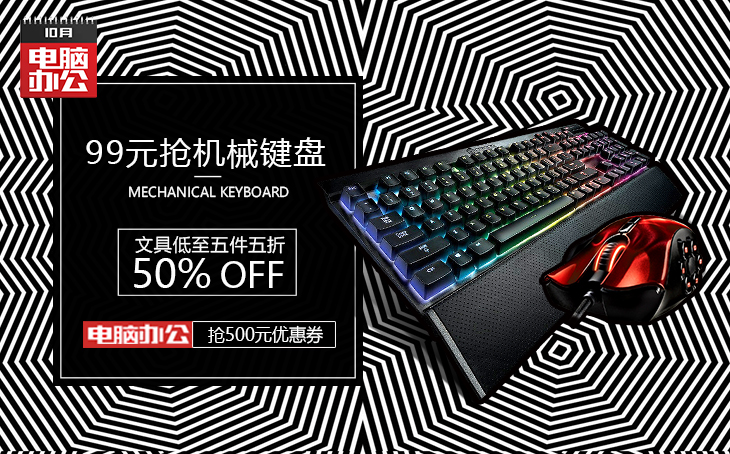 10月
电脑
办公
99元抢机械键盘
MECHANICAL KEYBOARD
文具低至五件五折
50% OFF
电脑办公 抢500元优惠券